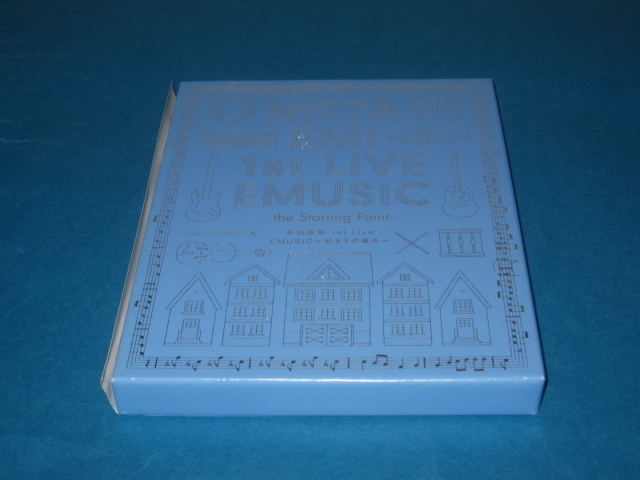 NITTA
EMI
1st LIVE
EMUSIC
-the Starling Point-
新田恵海 1st Live
EMUSIC～始まりの場所～